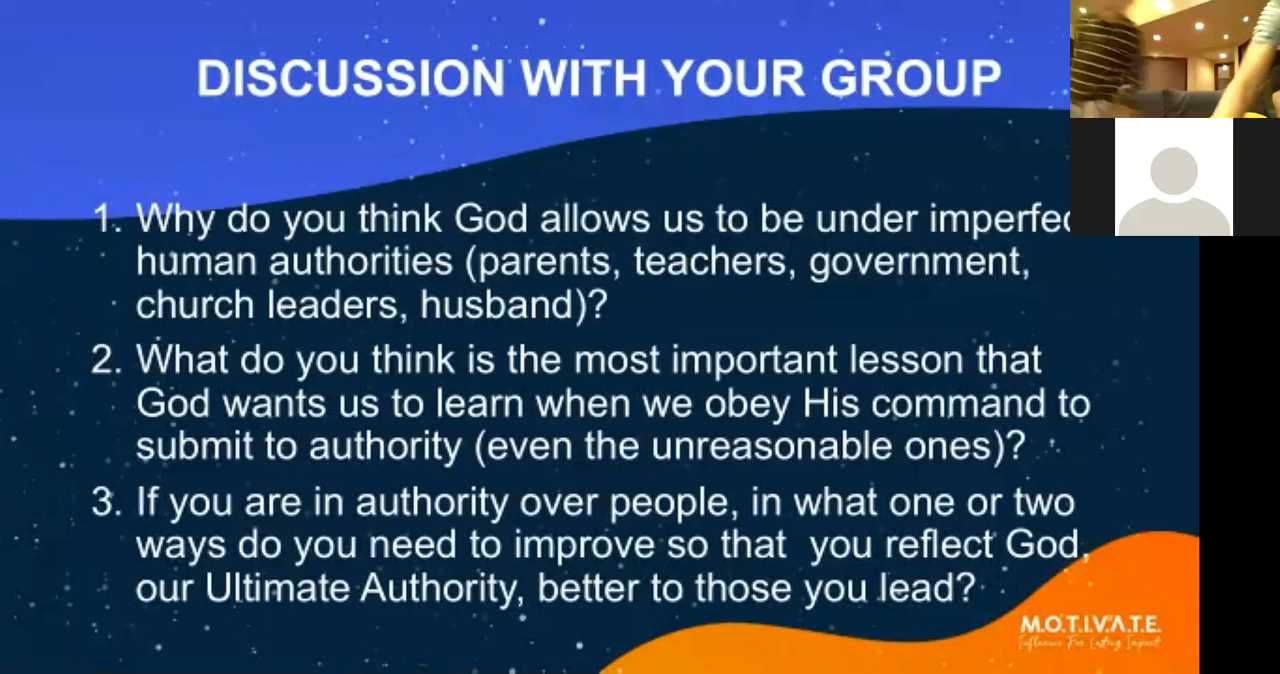 DISCUSSION WITH YOUR GROUP
1. Why do you think God allows us to be under imperfec
human authorities (parents, teachers, government,
church leaders, husband)?
2. What do you think is the most important lesson that
God wants us to learn when we obey His command to
submit to authority (even the unreasonable ones)?
3. If you are in authority over people, in what one or two
ways do you need to improve so that  you reflect God,
our Ultimate Authority, better to those you lead?
M.O.T.I.V.A.T.E.
Influence For Lasting Impact